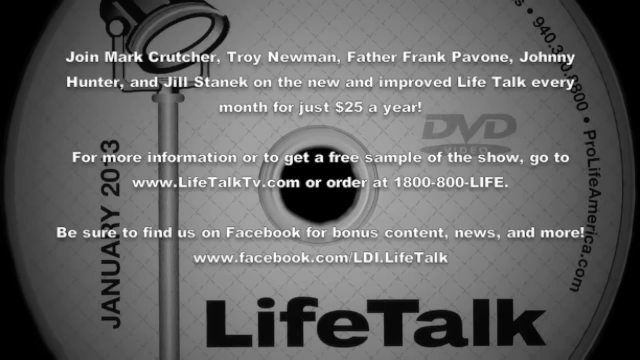 Join Mark Crutcher, Troy Newman, Father Frank Pavone, Johnny
Hunter, and Jill Stanek on the new and improved Life Talk every
month for just $25 a year!
For more information or to get a free sample of the show, go to
www.LifeTalkTv.com or order at 1800-800-LIFE.
Be sure to find us on Facebook for bonus content, news, and more!
www.facebook.com/LDI.LifeTalk
DVD
VIDEO
JANUARY 2013
ProLifeAmerica.com
LifeTalk